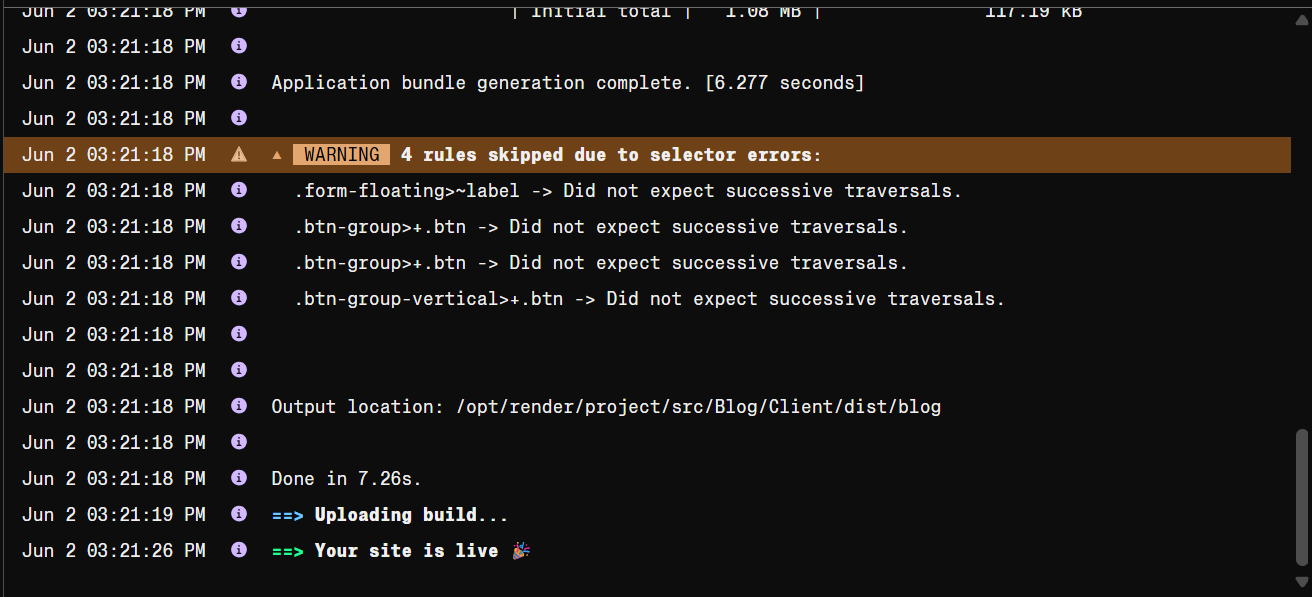 Jun 2 03:21:18 PM | Initial total | 1.08 MB | 117.19 kB
Jun 2 03:21:18 PM
Jun 2 03:21:18 PM Application bundle generation complete. [6.277 seconds]
Jun 2 03:21:18 PM
Jun 2 03:21:18 PM ▲ WARNING 4 rules skipped due to selector errors:
Jun 2 03:21:18 PM .form-floating>~label -> Did not expect successive traversals.
Jun 2 03:21:18 PM .btn-group>+.btn -> Did not expect successive traversals.
Jun 2 03:21:18 PM .btn-group>+.btn -> Did not expect successive traversals.
Jun 2 03:21:18 PM .btn-group-vertical>+.btn -> Did not expect successive traversals.
Jun 2 03:21:18 PM
Jun 2 03:21:18 PM
Jun 2 03:21:18 PM Output location: /opt/render/project/src/Blog/Client/dist/blog
Jun 2 03:21:18 PM
Jun 2 03:21:18 PM Done in 7.26s.
Jun 2 03:21:19 PM ==> Uploading build...
Jun 2 03:21:26 PM ==> Your site is live 🎉